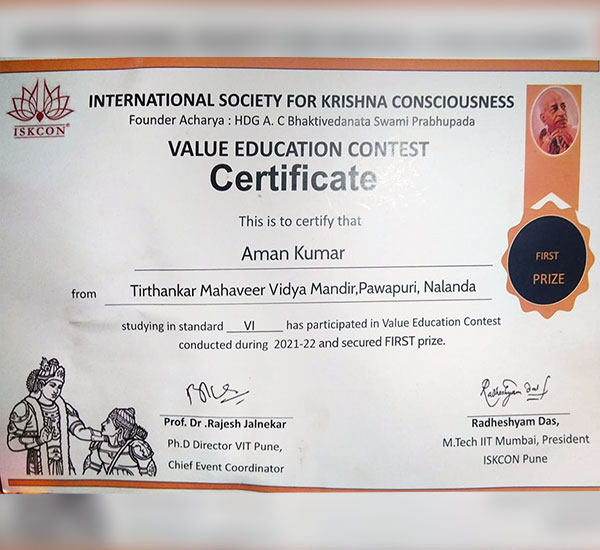 ISKCON
INTERNATIONAL SOCIETY FOR KRISHNA CONSCIOUSNESS
Founder Acharya : HDG A. C Bhaktivedanata Swami Prabhupada
VALUE EDUCATION CONTEST
Certificate
This is to certify that
Aman Kumar
from Tirthankar Mahaveer Vidya Mandir,Pawapuri, Nalanda
FIRST
PRIZE
studying in standard VI has participated in Value Education Contest
conducted during 2021-22 and secured FIRST prize.
Radheshyam das
Prof. Dr .Rajesh Jalnekar
Ph.D Director VIT Pune,
Chief Event Coordinator
Radheshyam Das,
M.Tech IIT Mumbai, President
ISKCON Pune